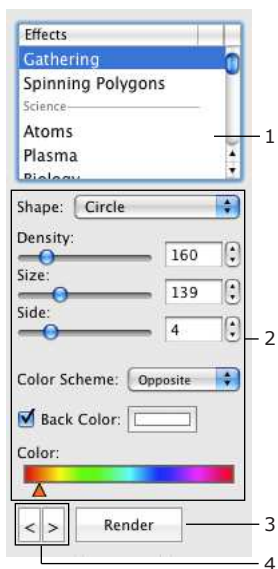 Effects
Gathering
Spinning Polygons
Science
Atoms
1
Plasma
Biology
Shape: Circle
Density:
160
Size:
139
2
Side:
4
Color Scheme: Opposite
Back Color:
Color:
< > Render
3
4